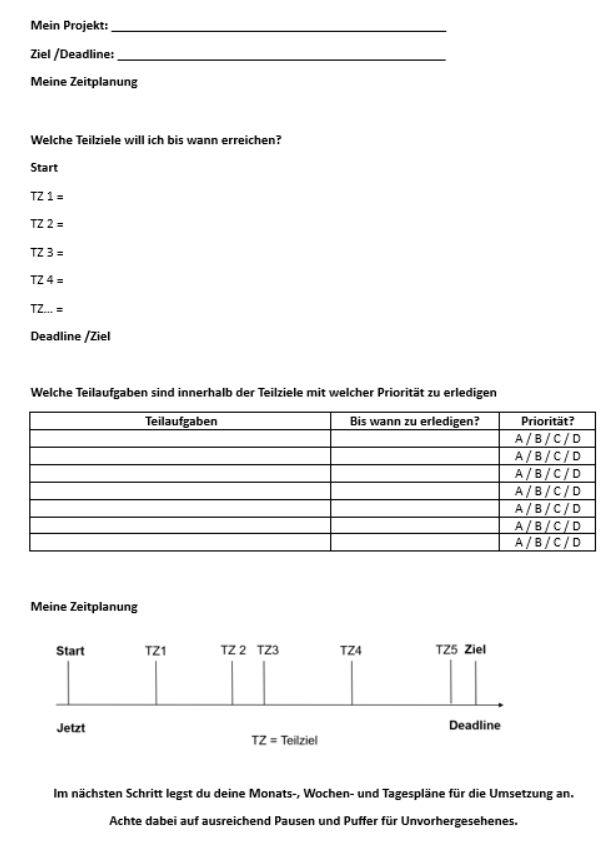 Mein Projekt: ____________________
Ziel /Deadline: ____________________
Meine Zeitplanung
Welche Teilziele will ich bis wann erreichen?
Start
TZ 1 =
TZ 2 =
TZ 3 =
TZ 4 =
TZ... =
Deadline /Ziel
Welche Teilaufgaben sind innerhalb der Teilziele mit welcher Priorität zu erledigen
Teilaufgaben Bis wann zu erledigen? Priorität?
A / B / C / D
A / B / C / D
A / B / C / D
A / B / C / D
A / B / C / D
A / B / C / D
A / B / C / D
Meine Zeitplanung
Start TZ1 TZ 2 TZ3 TZ4 TZ5 Ziel
Jetzt Deadline
TZ = Teilziel
Im nächsten Schritt legst du deine Monats-, Wochen- und Tagespläne für die Umsetzung an.
Achte dabei auf ausreichend Pausen und Puffer für Unvorhergesehenes.